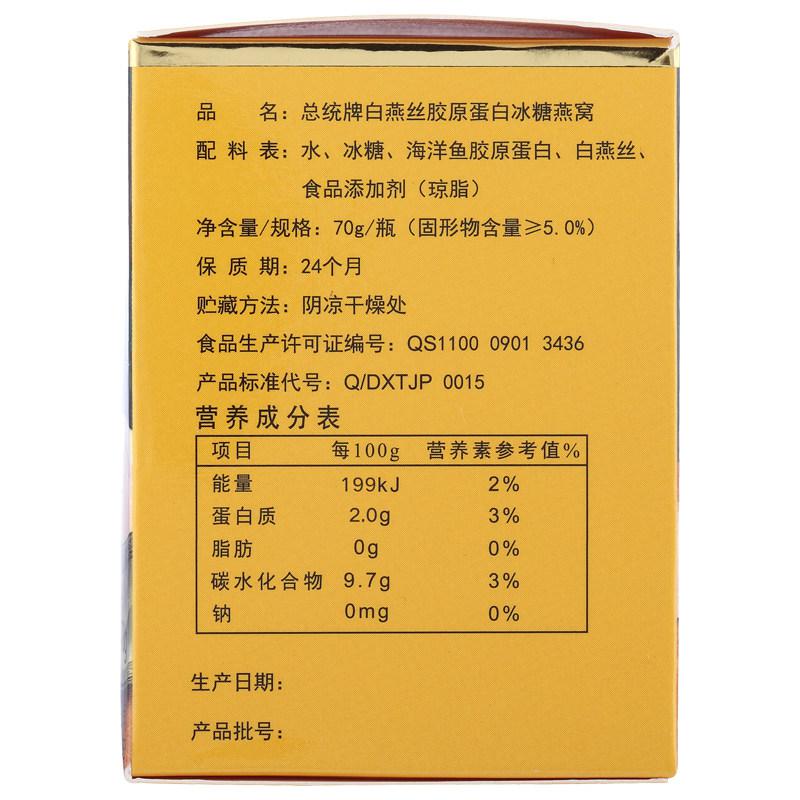 品 名：总统牌白燕丝胶原蛋白冰糖燕窝
配 料 表：水、冰糖、海洋鱼胶原蛋白、白燕丝、
食品添加剂（琼脂）
净含量/规格：70g/瓶（固形物含量≥5.0%）
保 质 期：24个月
贮藏方法：阴凉干燥处
食品生产许可证编号：QS1100 0901 3436
产品标准代号：Q/DXTJP 0015
营养成分表
项目 每100g 营养素参考值%
能量 199kJ 2%
蛋白质 2.0g 3%
脂肪 0g 0%
碳水化合物 9.7g 3%
钠 0mg 0%
生产日期：
产品批号：